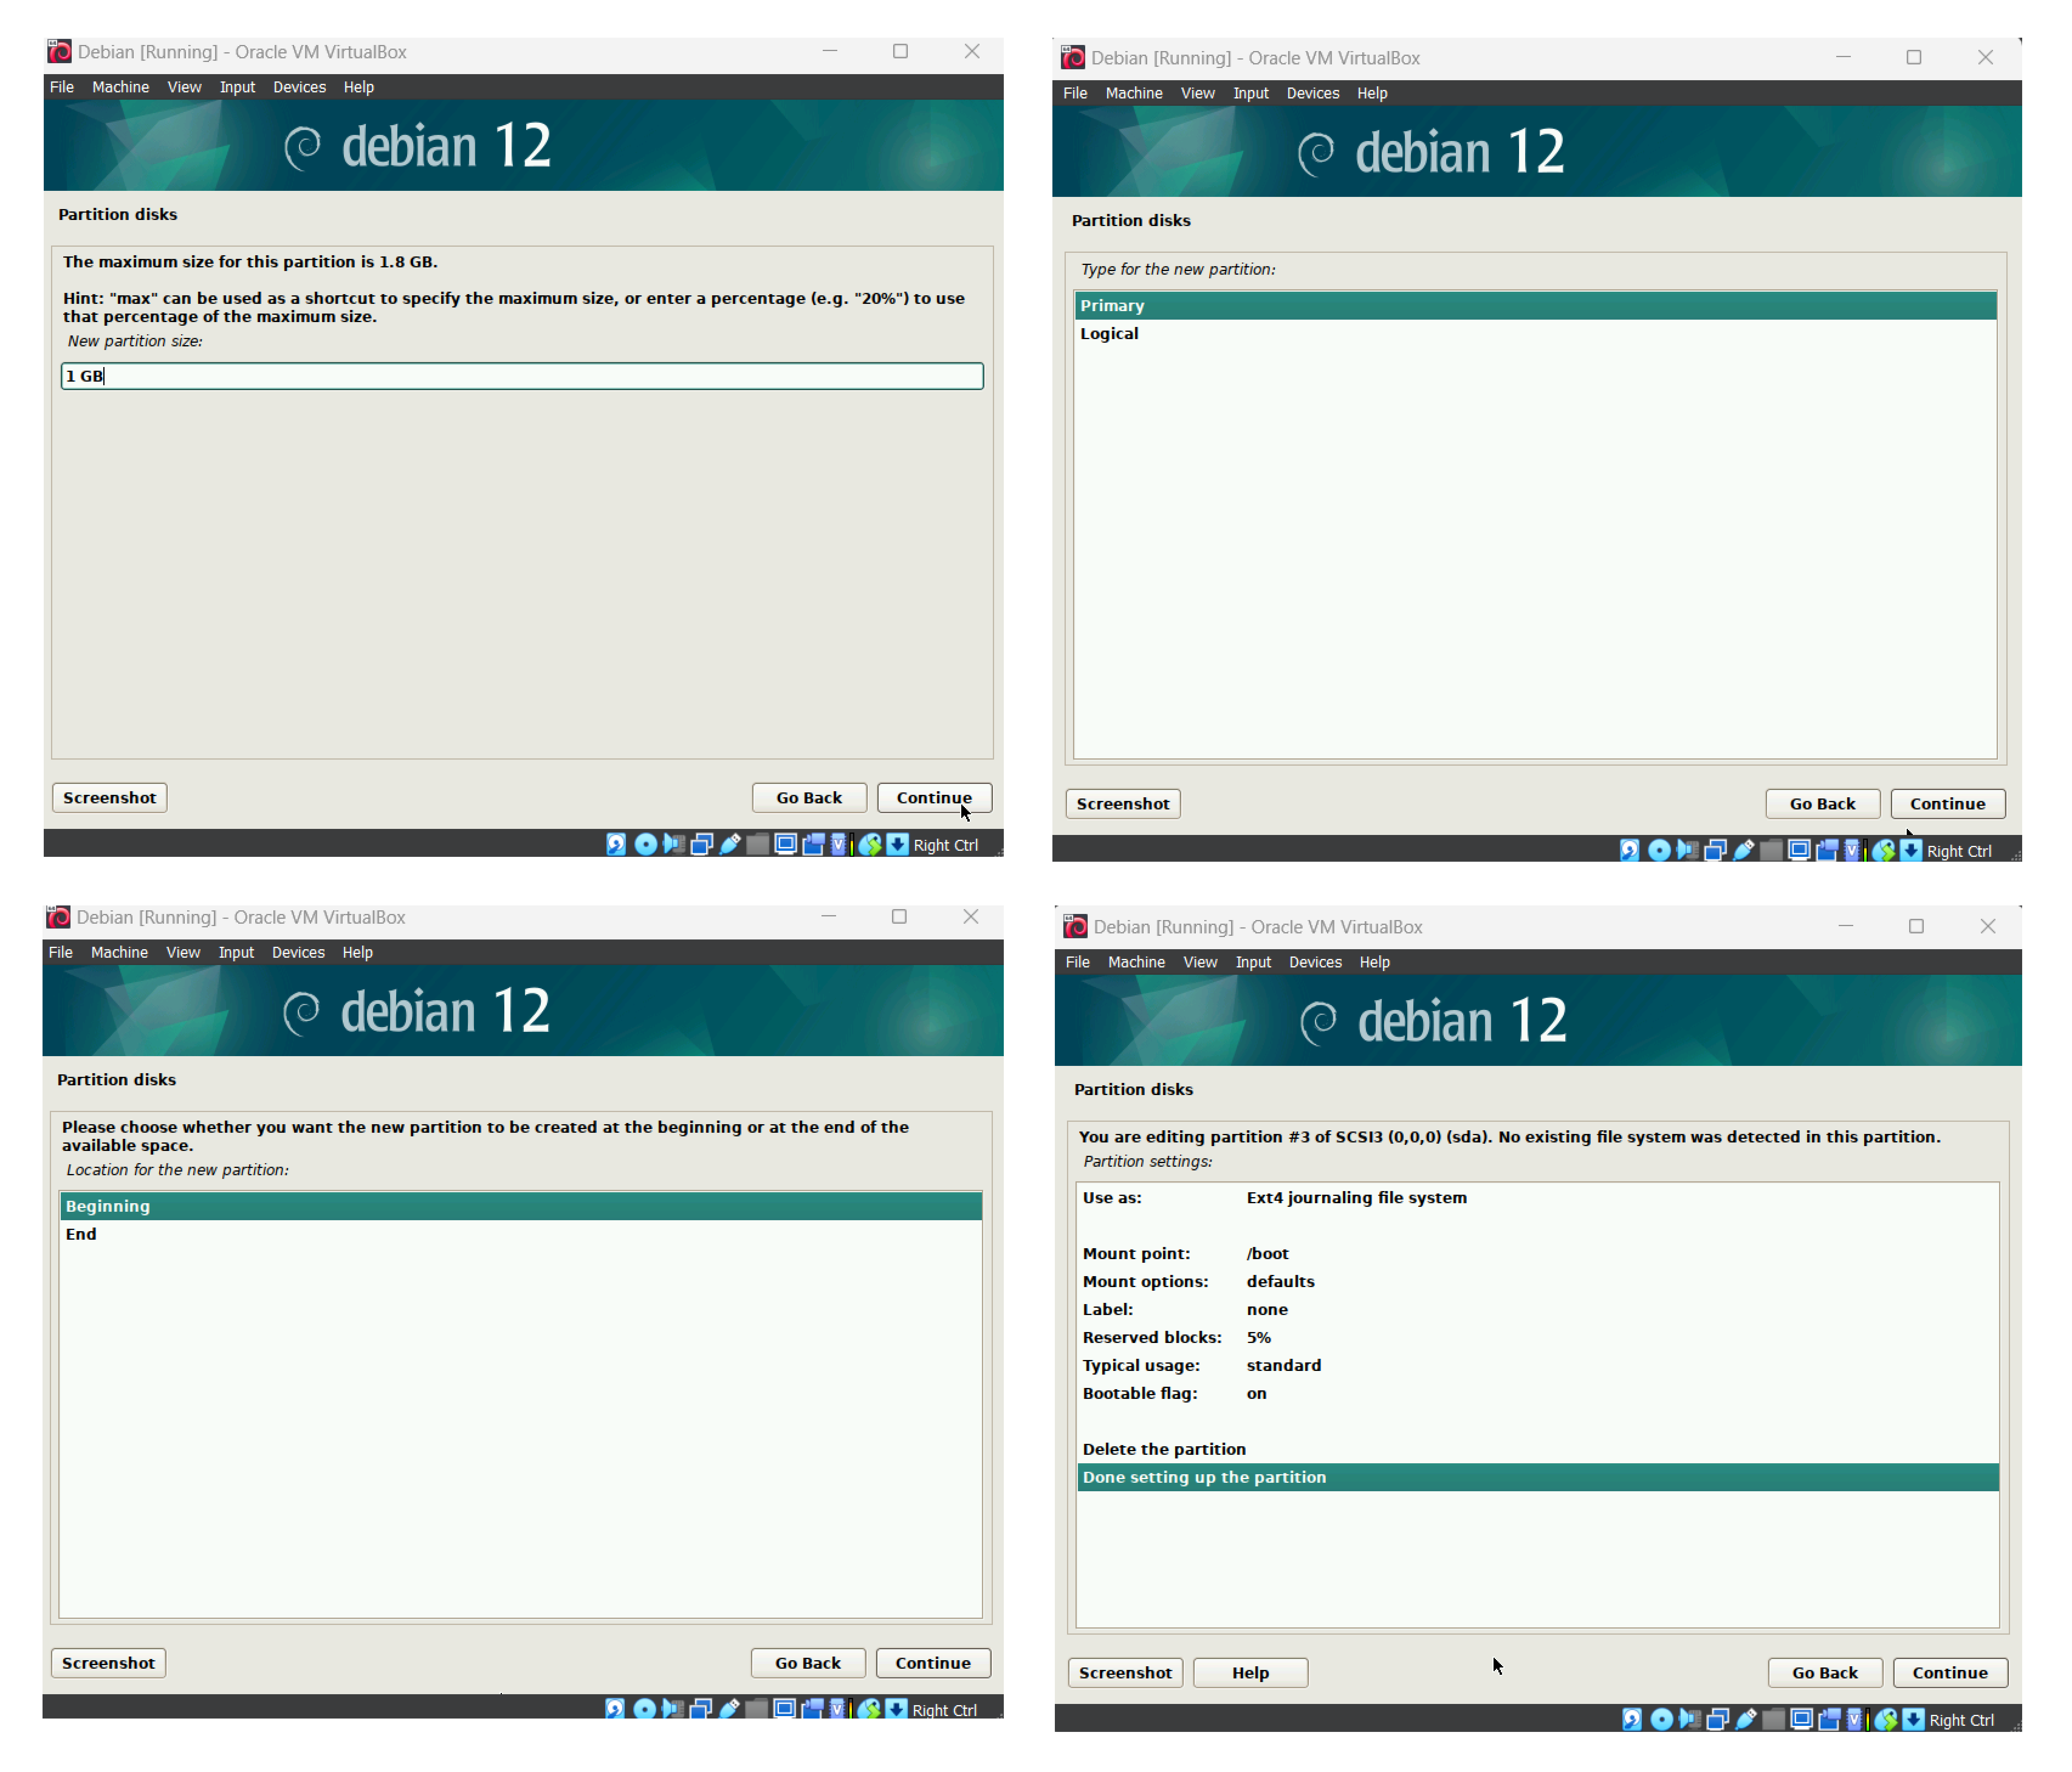 Debian [Running] - Oracle VM VirtualBox
File Machine View Input Devices Help
debian 12
Partition disks
The maximum size for this partition is 1.8 GB.
Hint: "max" can be used as a shortcut to specify the maximum size, or enter a percentage (e.g. "20%") to use
that percentage of the maximum size.
New partition size:
1 GB
Screenshot Go Back Continue
Right Ctrl
Debian [Running] - Oracle VM VirtualBox
File Machine View Input Devices Help
debian 12
Partition disks
Type for the new partition:
Primary
Logical
Screenshot Go Back Continue
Right Ctrl
Debian [Running] - Oracle VM VirtualBox
File Machine View Input Devices Help
debian 12
Partition disks
Please choose whether you want the new partition to be created at the beginning or at the end of the
available space.
Location for the new partition:
Beginning
End
Screenshot Go Back Continue
Right Ctrl
Debian [Running] - Oracle VM VirtualBox
File Machine View Input Devices Help
debian 12
Partition disks
You are editing partition #3 of SCSI3 (0,0,0) (sda). No existing file system was detected in this partition.
Partition settings:
Use as: Ext4 journaling file system
Mount point: /boot
Mount options: defaults
Label: none
Reserved blocks: 5%
Typical usage: standard
Bootable flag: on
Delete the partition
Done setting up the partition
Screenshot Help Go Back Continue
Right Ctrl